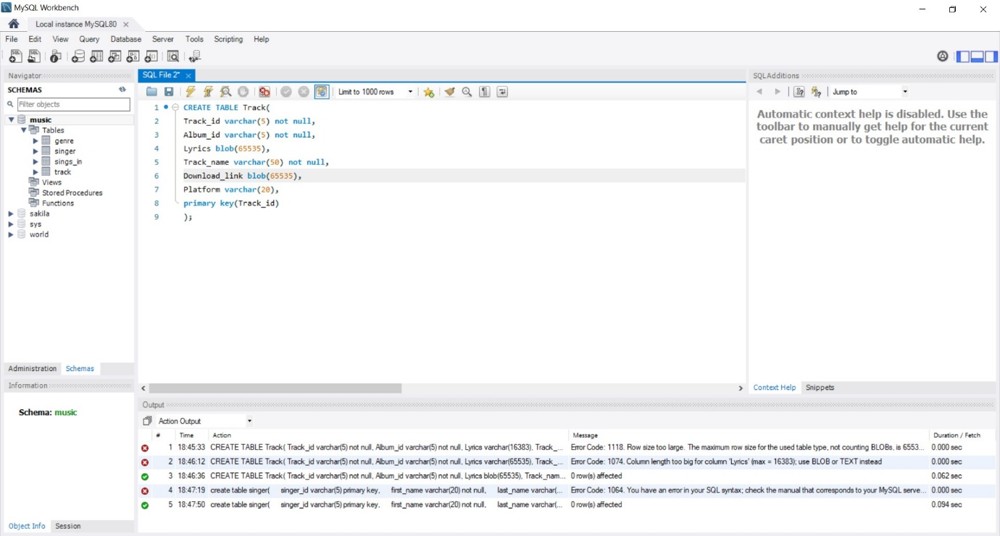 MySQL Workbench
Local instance MySQL80
File Edit View Query Database Server Tools Scripting Help
Navigator
SCHEMAS
Filter objects
music
Tables
genre
singer
sings_in
track
Views
Stored Procedures
Functions
sakila
sys
world
Administration Schemas
Information
Schema: music
Object Info Session
SQL File 2*
Limit to 1000 rows
1 CREATE TABLE Track(
2 Track_id varchar(5) not null,
3 Album_id varchar(5) not null,
4 Lyrics blob(65535),
5 Track_name varchar(50) not null,
6 Download_link blob(65535),
7 Platform varchar(20),
8 primary key(Track_id)
9 );
SQLAdditions
Jump to
Automatic context help is disabled. Use the
toolbar to manually get help for the current
caret position or to toggle automatic help.
Context Help Snippets
Output
Action Output
# Time Action Message Duration / Fetch
1 18:45:33 CREATE TABLE Track( Track_id varchar(5) not null, Album_id varchar(5) not null, Lyrics varchar(16383), Track_... Error Code: 1118. Row size too large. The maximum row size for the used table type, not counting BLOBs, is 6553... 0.000 sec
2 18:46:12 CREATE TABLE Track( Track_id varchar(5) not null, Album_id varchar(5) not null, Lyrics varchar(65535), Track_... Error Code: 1074. Column length too big for column 'Lyrics' (max = 16383); use BLOB or TEXT instead 0.000 sec
3 18:46:36 CREATE TABLE Track( Track_id varchar(5) not null, Album_id varchar(5) not null, Lyrics blob(65535), Track_nam... 0 row(s) affected 0.062 sec
4 18:47:19 create table singer( singer_id varchar(5) primary key, first_name varchar(20) not null, last_name varchar(... Error Code: 1064. You have an error in your SQL syntax; check the manual that corresponds to your MySQL serve... 0.000 sec
5 18:47:50 create table singer( singer_id varchar(5) primary key, first_name varchar(20) not null, last_name varchar(... 0 row(s) affected 0.094 sec